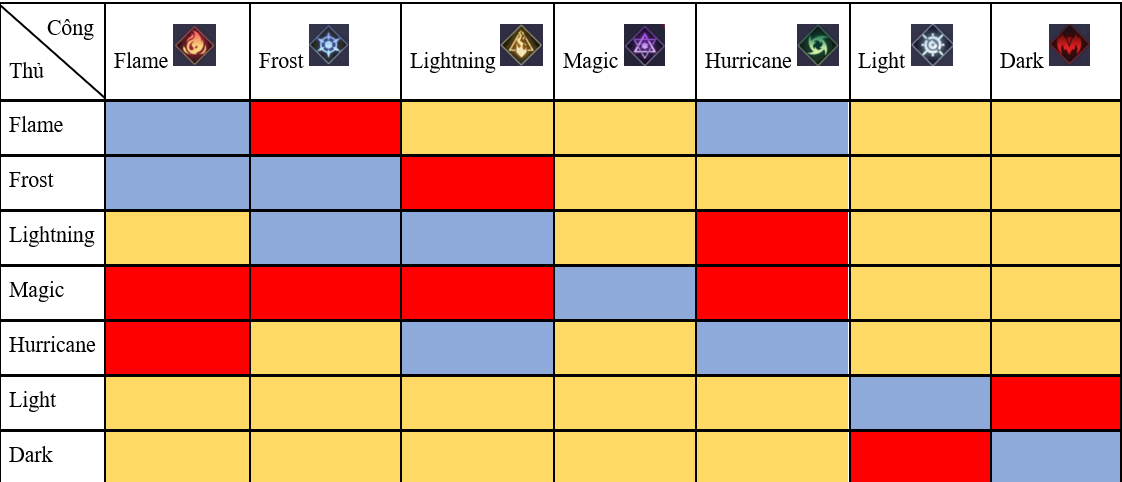 Công
Thủ
Flame
Frost
Lightning
Magic
Hurricane
Light
Dark
Flame
Frost
Lightning
Magic
Hurricane
Light
Dark